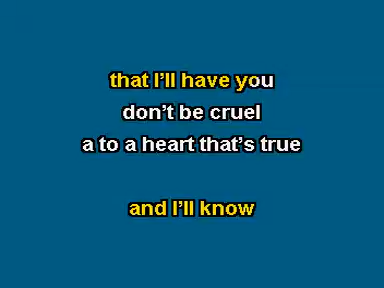 that I’ll have you
don’t be cruel
a to a heart that’s true
and I’ll know